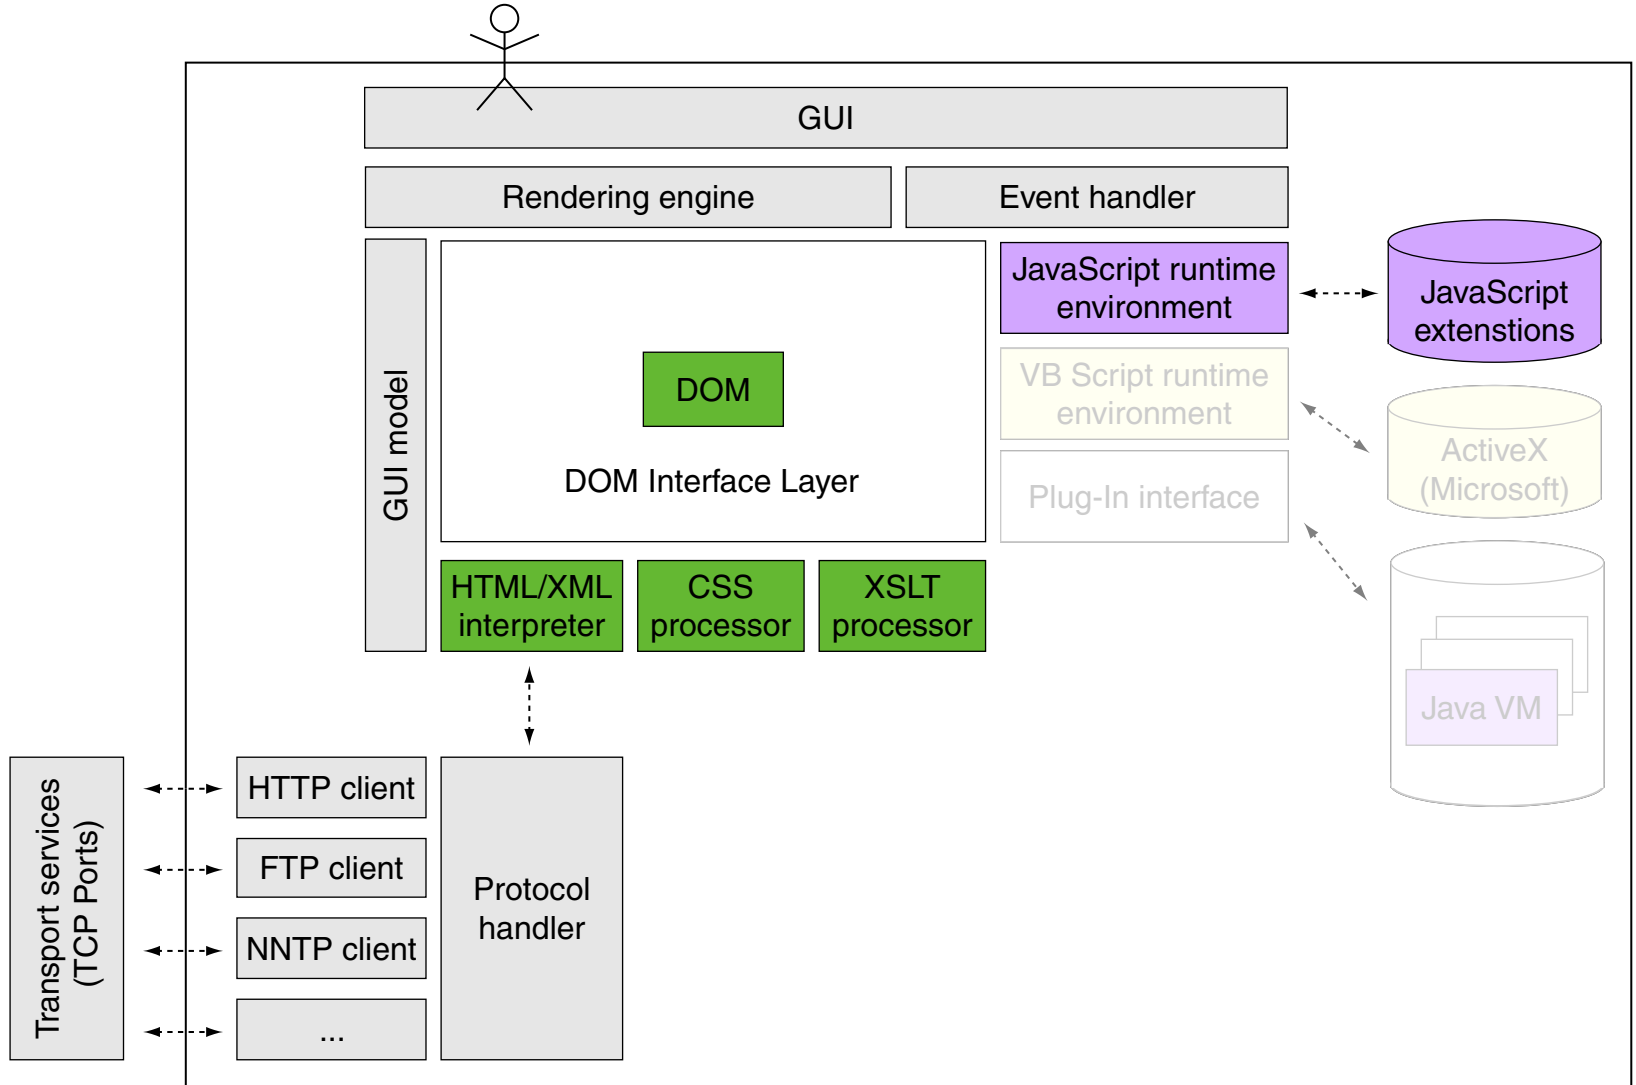 GUI
Rendering engine
Event handler
GUI model
DOM
DOM Interface Layer
JavaScript runtime
environment
JavaScript
extenstions
VB Script runtime
environment
ActiveX
(Microsoft)
Plug-In interface
Java VM
HTML/XML
interpreter
CSS
processor
XSLT
processor
Transport services
(TCP Ports)
HTTP client
FTP client
NNTP client
...
Protocol
handler